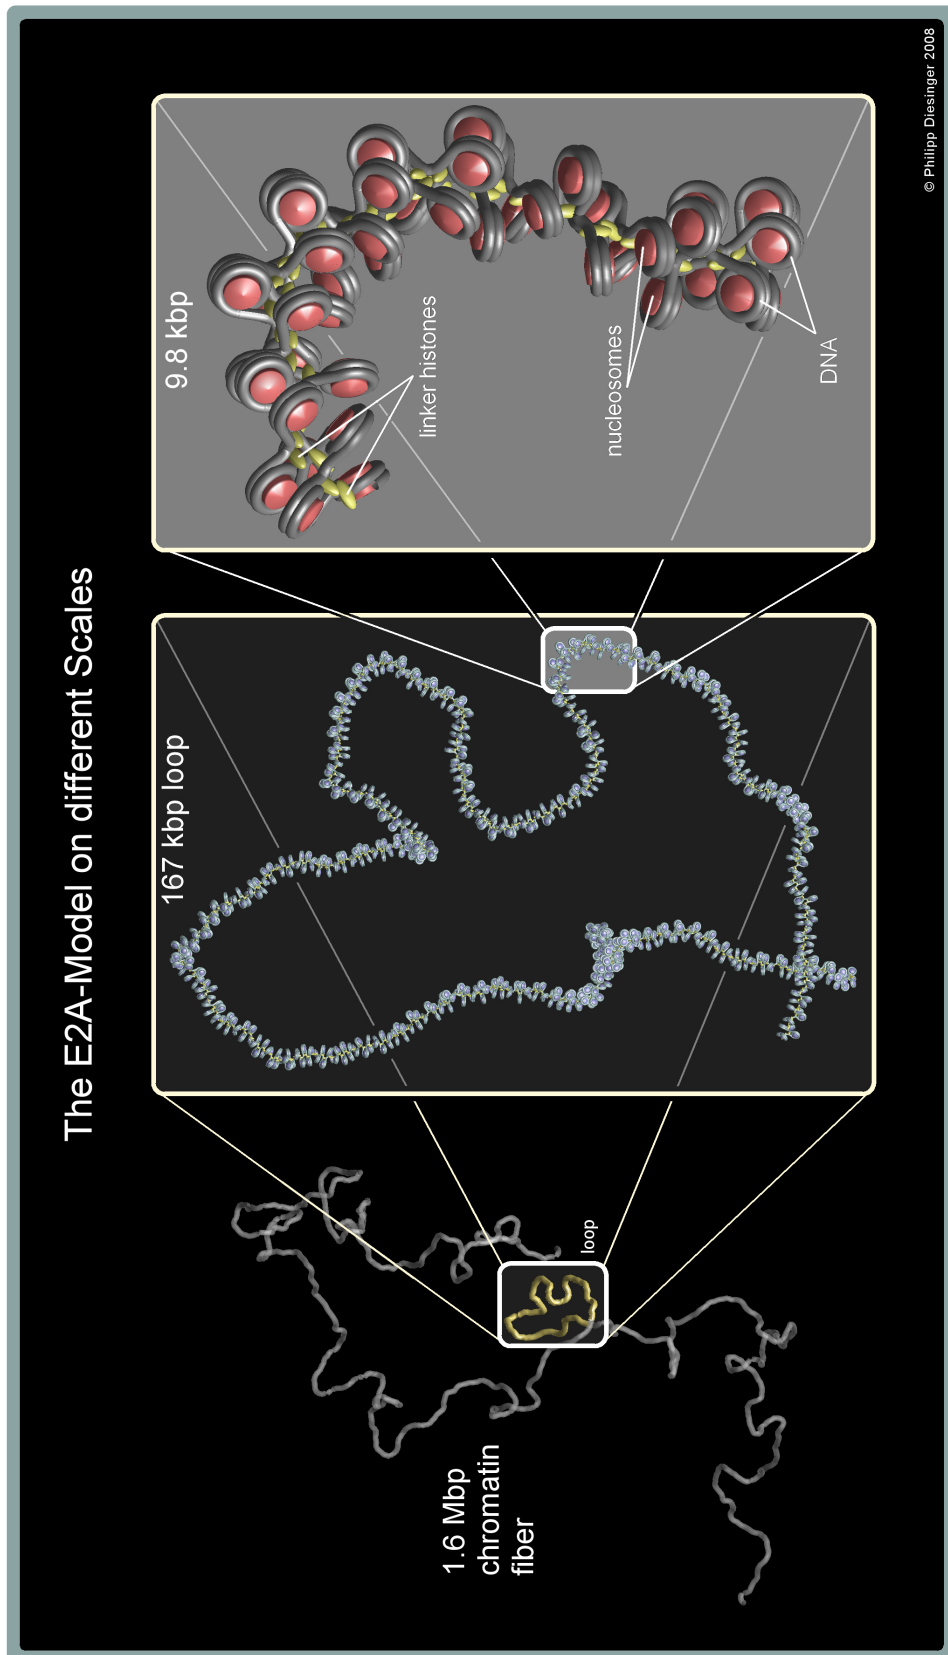 The E2A-Model on different Scales
1.6 Mbp
chromatin
fiber
loop
167 kbp loop
9.8 kbp
linker histones
nucleosomes
DNA
© Philipp Diesinger 2008